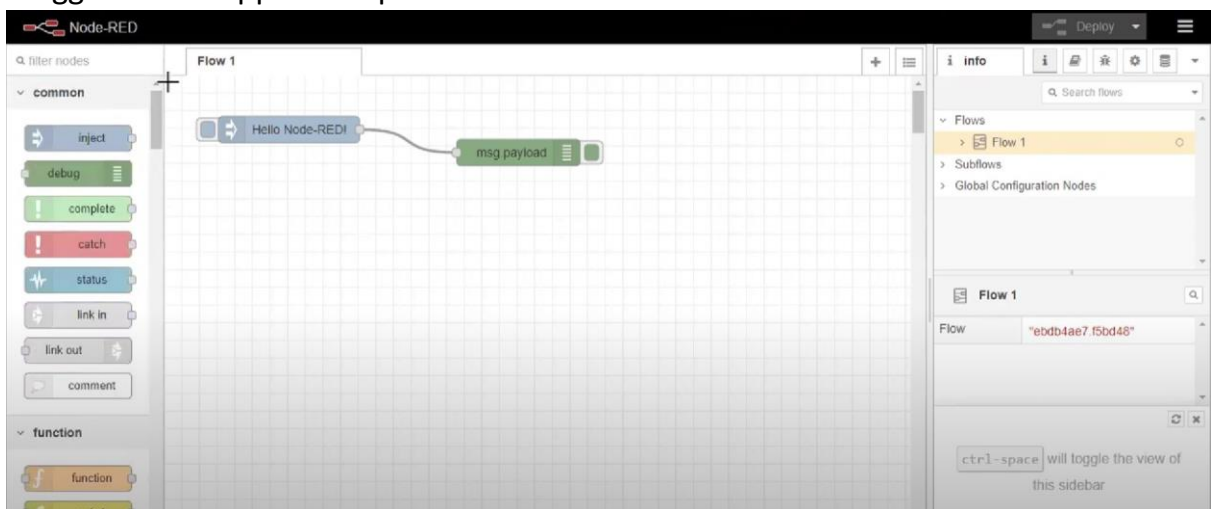 Node-RED
Deploy
filter nodes
Flow 1
i info
i
common
Search flows
inject
Hello Node-RED!
Flows
debug
msg payload
Flow 1
complete
Subflows
Global Configuration Nodes
catch
status
link in
Flow 1
link out
Flow
"ebdb4ae7.f5bd48"
comment
function
ctrl-space will toggle the view of
this sidebar
function